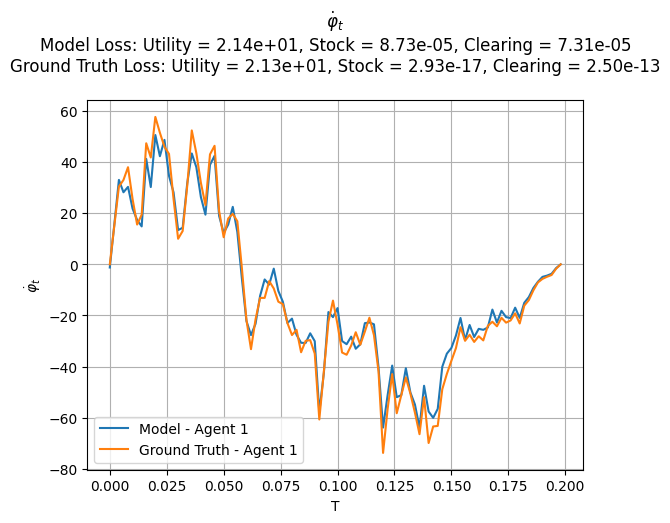 φ̇ₜ
Model Loss: Utility = 2.14e+01, Stock = 8.73e-05, Clearing = 7.31e-05
Ground Truth Loss: Utility = 2.13e+01, Stock = 2.93e-17, Clearing = 2.50e-13
60
40
20
0
−20
−40
−60
−80
φ̇ₜ
Model - Agent 1
Ground Truth - Agent 1
0.000 0.025 0.050 0.075 0.100 0.125 0.150 0.175 0.200
T